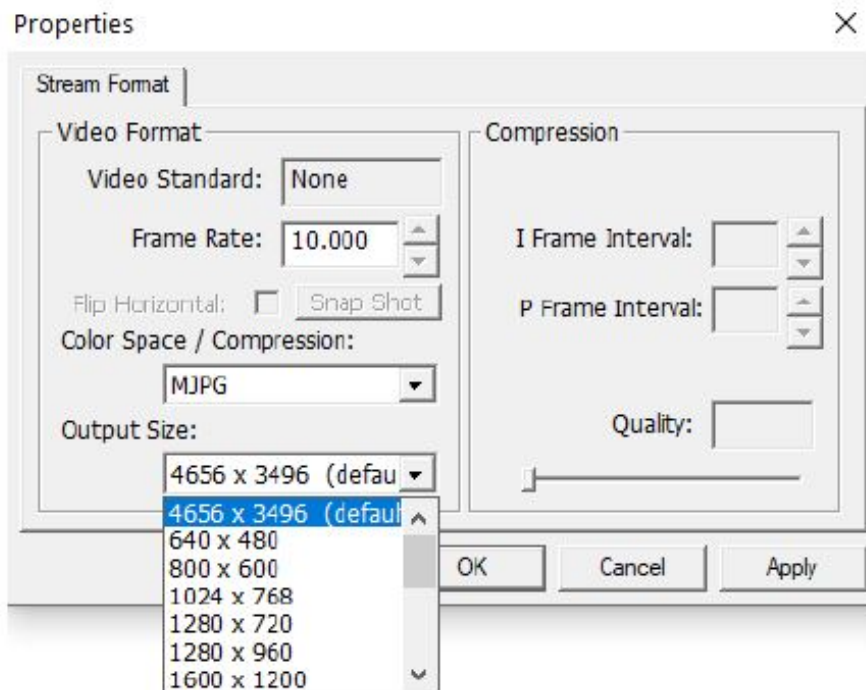 Properties
Stream Format
Video Format
Video Standard: None
Frame Rate: 10.000
Flip Horizontal: Snap Shot
Color Space / Compression:
MJPG
Output Size:
4656 x 3496 (defau
4656 x 3496 (defaul
640 x 480
800 x 600
1024 x 768
1280 x 720
1280 x 960
1600 x 1200
Compression
I Frame Interval:
P Frame Interval:
Quality:
OK Cancel Apply